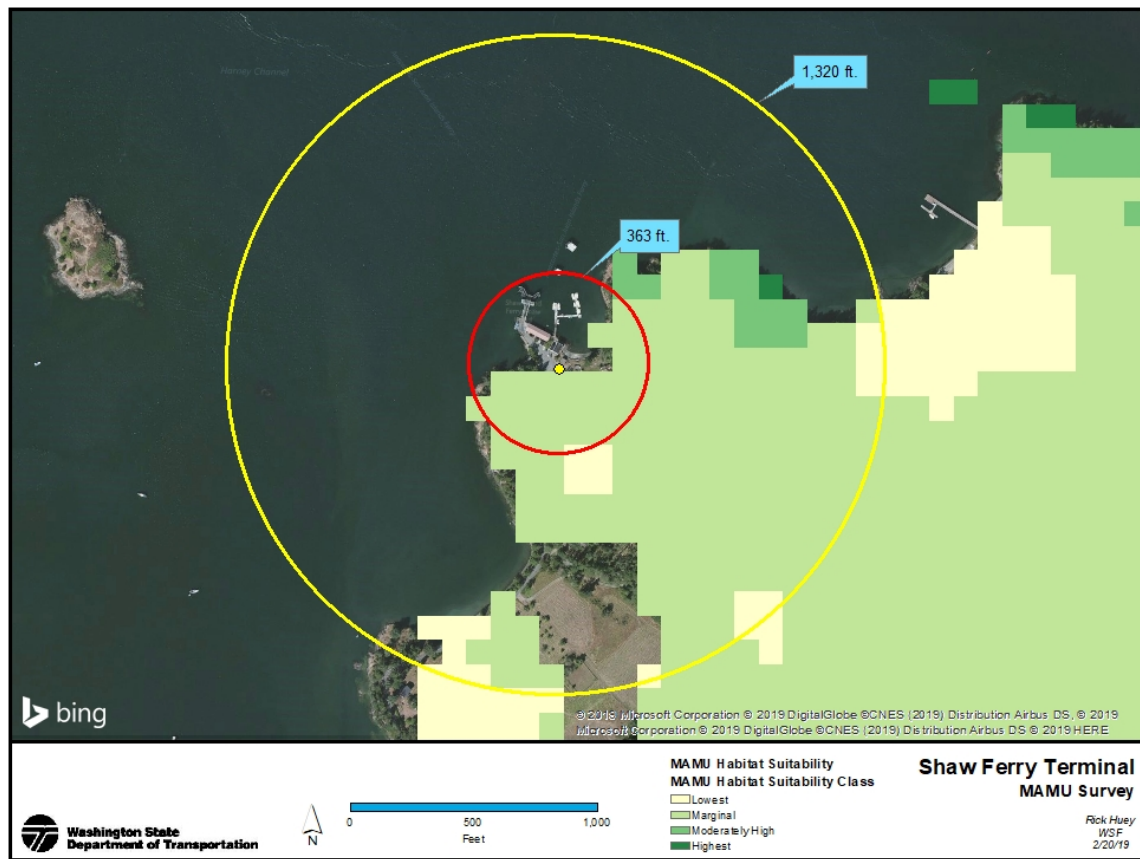 Harney Channel
1,320 ft.
363 ft.
bing
© 2019 Microsoft Corporation © 2019 DigitalGlobe ©CNES (2019) Distribution Airbus DS, © 2019
Microsoft Corporation © 2019 DigitalGlobe ©CNES (2019) Distribution Airbus DS © 2019 HERE
Washington State
Department of Transportation
N
0 500 1,000
Feet
MAMU Habitat Suitability
MAMU Habitat Suitability Class
Lowest
Marginal
Moderately High
Highest
Shaw Ferry Terminal
MAMU Survey
Rick Huey
WSF
2/20/19